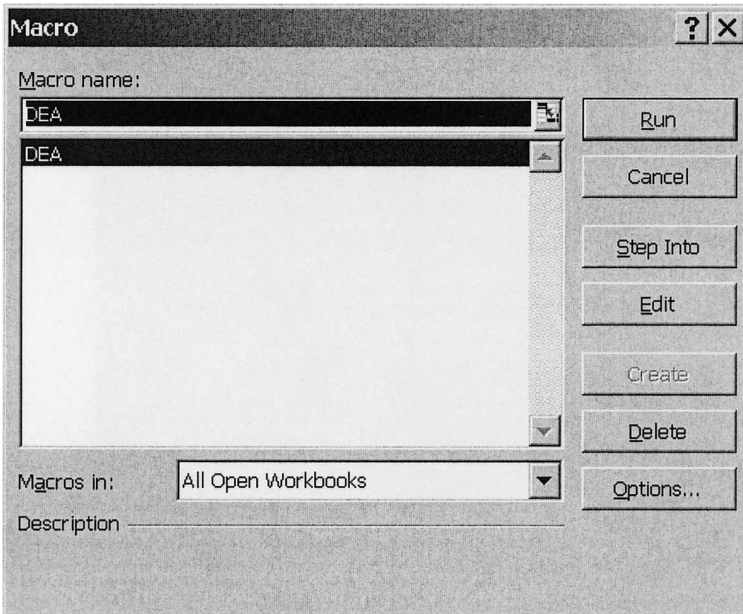 Macro
Macro name:
DEA
DEA
Run
Cancel
Step Into
Edit
Create
Delete
Macros in:
All Open Workbooks
Options...
Description